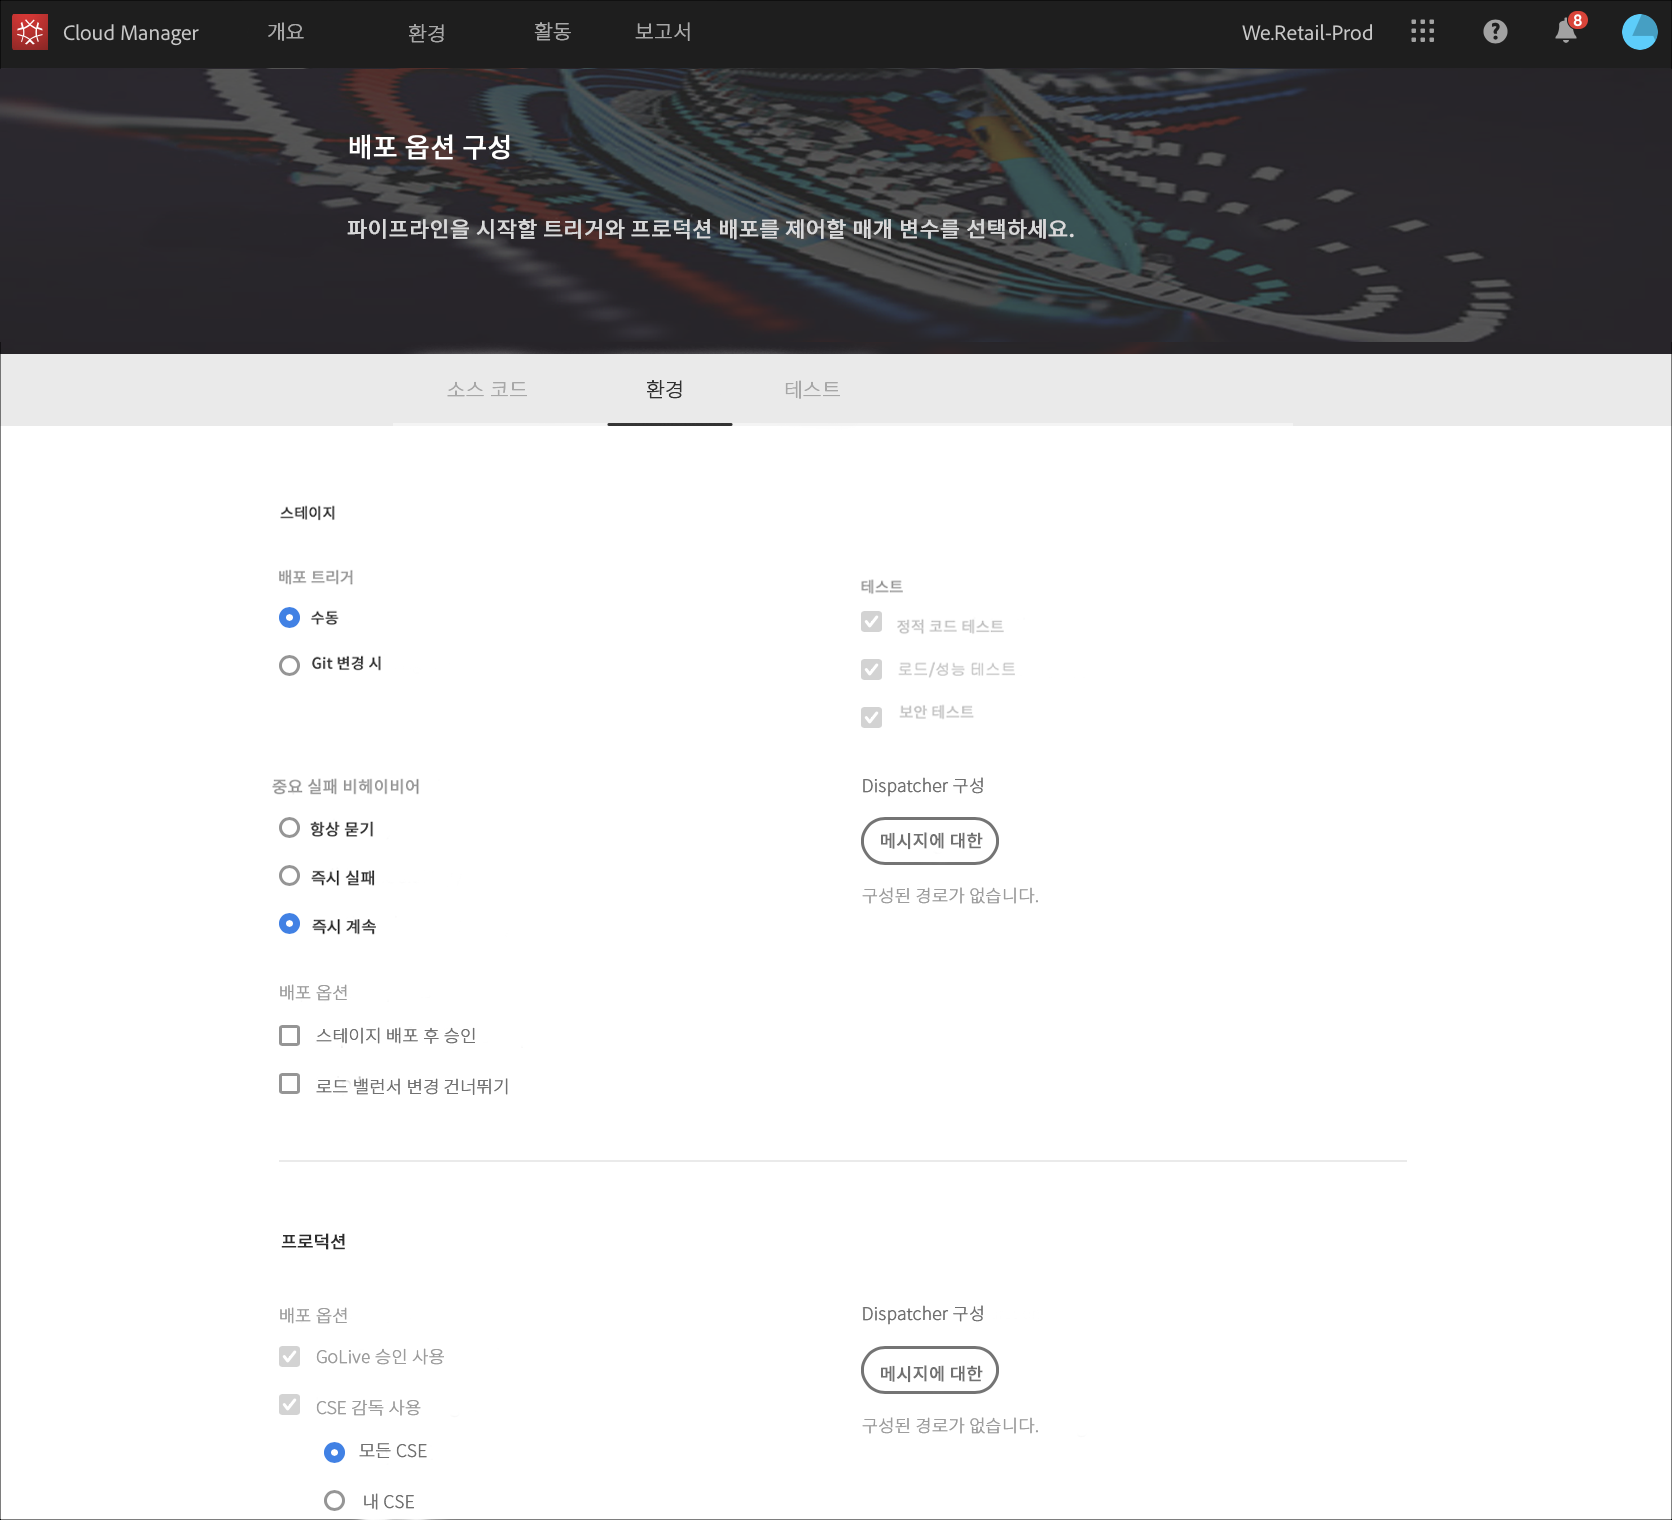 Cloud Manager 개요 환경 활동 보고서 We.Retail-Prod 8
배포 옵션 구성
파이프라인을 시작할 트리거와 프로덕션 배포를 제어할 매개 변수를 선택하세요.
소스 코드 환경 테스트
스테이지
배포 트리거
수동
Git 변경 시
테스트
정적 코드 테스트
로드/성능 테스트
보안 테스트
중요 실패 비헤이비어
항상 묻기
즉시 실패
즉시 계속
Dispatcher 구성
메시지에 대한
구성된 경로가 없습니다.
배포 옵션
스테이지 배포 후 승인
로드 밸런서 변경 건너뛰기
프로덕션
배포 옵션
GoLive 승인 사용
CSE 감독 사용
모든 CSE
내 CSE
Dispatcher 구성
메시지에 대한
구성된 경로가 없습니다.